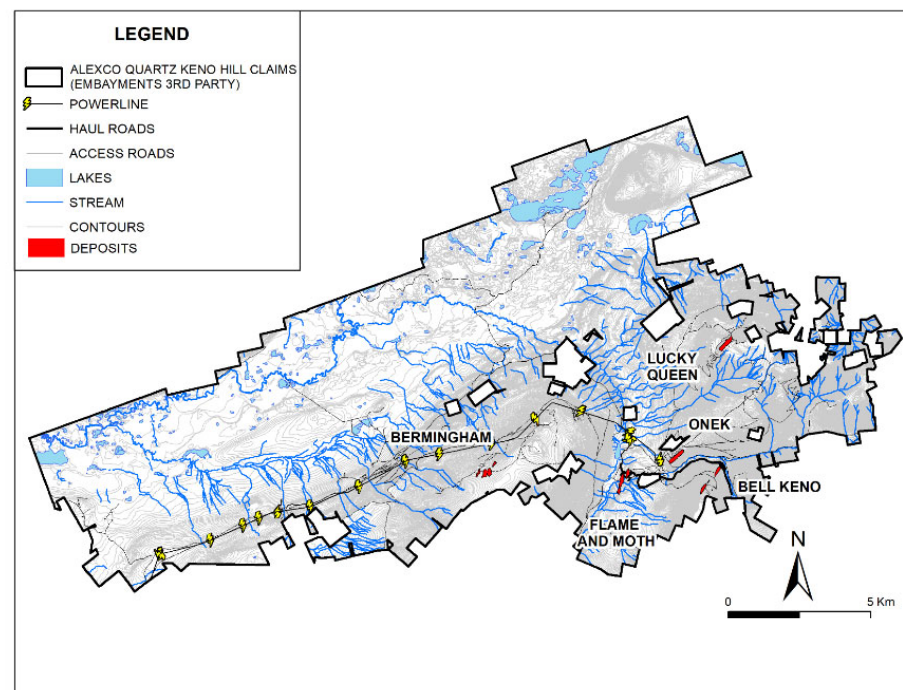 LEGEND
ALEXCO QUARTZ KENO HILL CLAIMS
(EMBAYMENTS 3RD PARTY)
POWERLINE
HAUL ROADS
ACCESS ROADS
LAKES
STREAM
CONTOURS
DEPOSITS
LUCKY
QUEEN
BERMINGHAM
ONEK
BELL KENO
FLAME
AND MOTH
N
0
5 Km